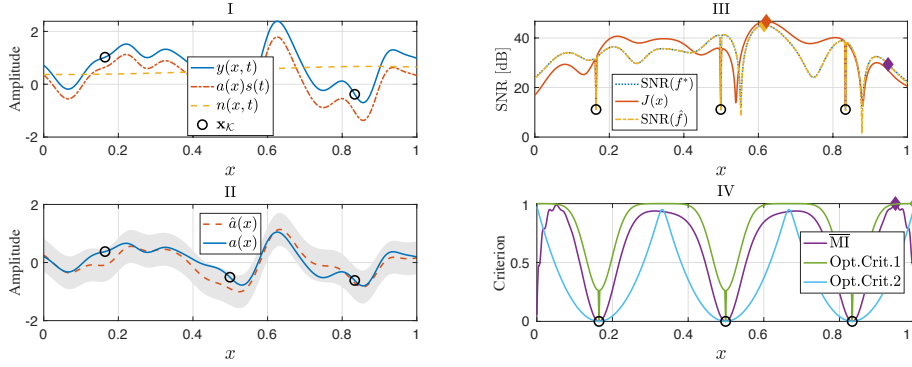 I
Amplitude
2
0
-2
y(x, t)
a(x)s(t)
n(x, t)
x_𝒦
0 0.2 0.4 0.6 0.8 1
x
II
Amplitude
2
0
-2
â(x)
a(x)
0 0.2 0.4 0.6 0.8 1
x
III
SNR [dB]
40
20
0
SNR(f*)
J(x)
SNR(f̂)
0 0.2 0.4 0.6 0.8 1
x
IV
Criterion
1
0.5
0
M̅I̅
Opt.Crit.1
Opt.Crit.2
0 0.2 0.4 0.6 0.8 1
x